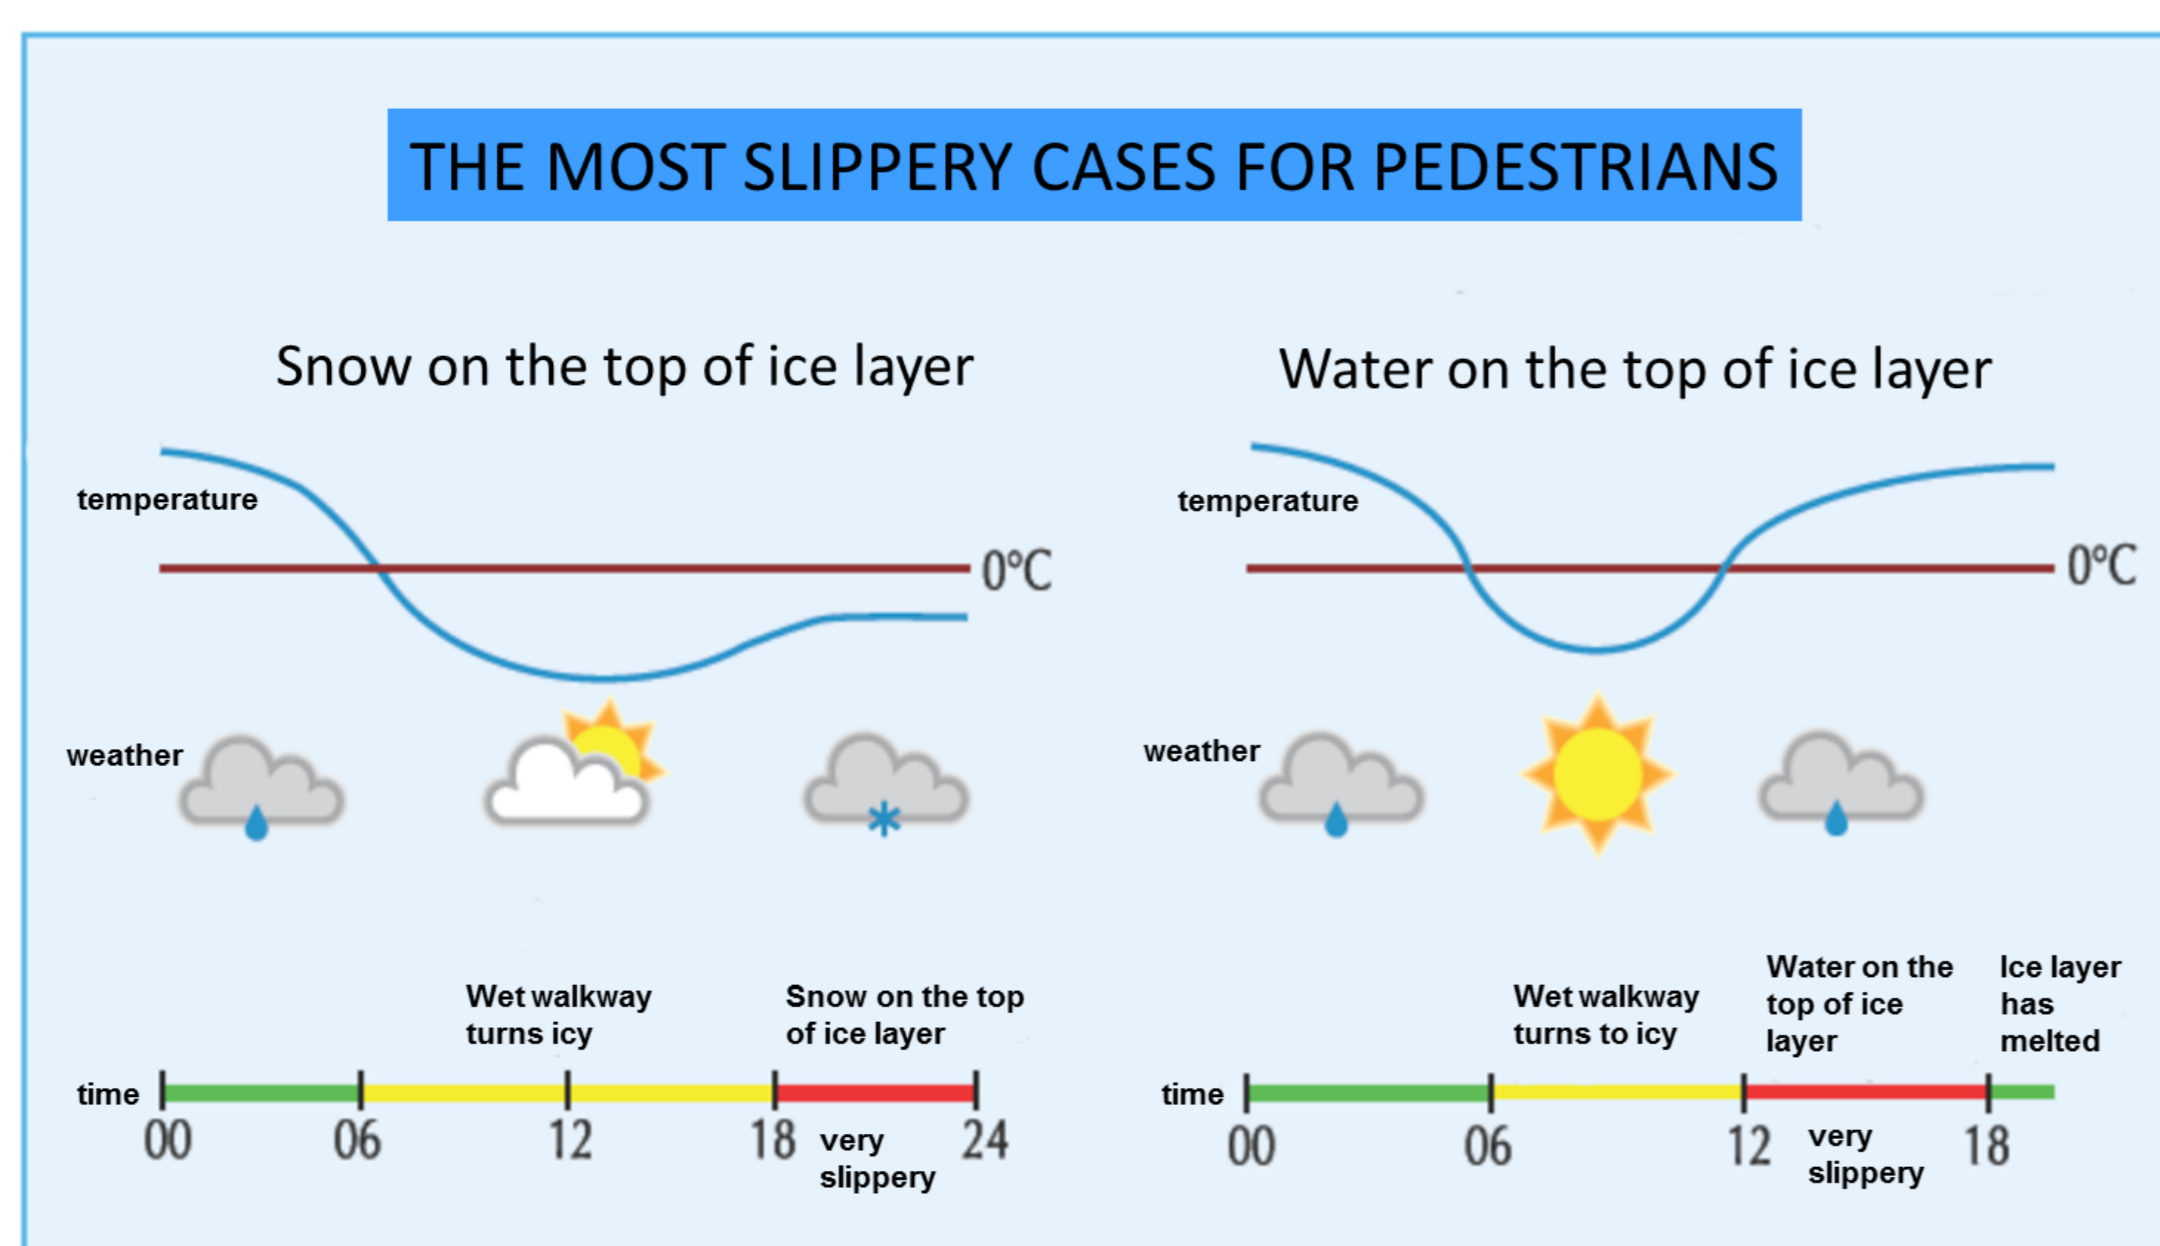 THE MOST SLIPPERY CASES FOR PEDESTRIANS
Snow on the top of ice layer
temperature
0°C
weather
Wet walkway
turns icy
Snow on the top
of ice layer
time
00
06
12
18
very
slippery
24
Water on the top of ice layer
temperature
0°C
weather
Wet walkway
turns to icy
Water on the
top of ice
layer
Ice layer
has
melted
time
00
06
12
very
slippery
18